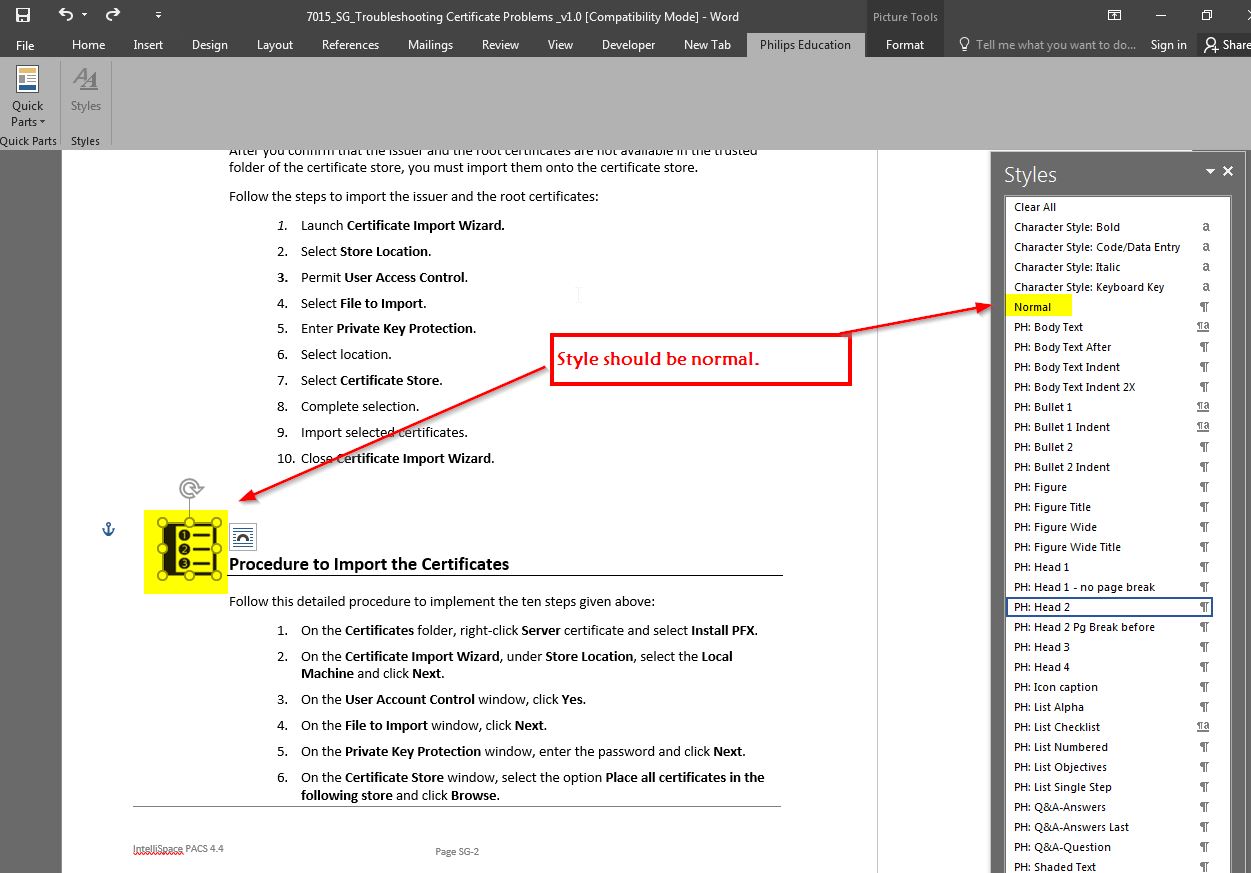 7015_SG_Troubleshooting Certificate Problems _v1.0 [Compatibility Mode] - Word
Picture Tools
File Home Insert Design Layout References Mailings Review View Developer New Tab Philips Education Format Tell me what you want to do... Sign in Share
Quick
Parts
Styles
Quick Parts
Styles
After you confirm that the issuer and the root certificates are not available in the trusted
folder of the certificate store, you must import them onto the certificate store.
Follow the steps to import the issuer and the root certificates:
1. Launch Certificate Import Wizard.
2. Select Store Location.
3. Permit User Access Control.
4. Select File to Import.
5. Enter Private Key Protection.
6. Select location.
7. Select Certificate Store.
8. Complete selection.
9. Import selected certificates.
10. Close Certificate Import Wizard.
Style should be normal.
1
2
3
Procedure to Import the Certificates
Follow this detailed procedure to implement the ten steps given above:
1. On the Certificates folder, right-click Server certificate and select Install PFX.
2. On the Certificate Import Wizard, under Store Location, select the Local
Machine and click Next.
3. On the User Account Control window, click Yes.
4. On the File to Import window, click Next.
5. On the Private Key Protection window, enter the password and click Next.
6. On the Certificate Store window, select the option Place all certificates in the
following store and click Browse.
IntelliSpace PACS 4.4
Page SG-2
Styles
Clear All
Character Style: Bold a
Character Style: Code/Data Entry a
Character Style: Italic a
Character Style: Keyboard Key a
Normal ¶
PH: Body Text ¶a
PH: Body Text After ¶
PH: Body Text Indent ¶
PH: Body Text Indent 2X ¶
PH: Bullet 1 ¶a
PH: Bullet 1 Indent ¶a
PH: Bullet 2 ¶
PH: Bullet 2 Indent ¶
PH: Figure ¶
PH: Figure Title ¶
PH: Figure Wide ¶
PH: Figure Wide Title ¶
PH: Head 1 ¶
PH: Head 1 - no page break ¶
PH: Head 2 ¶
PH: Head 2 Pg Break before ¶
PH: Head 3 ¶
PH: Head 4 ¶
PH: Icon caption ¶
PH: List Alpha ¶
PH: List Checklist ¶a
PH: List Numbered ¶
PH: List Objectives ¶
PH: List Single Step ¶
PH: Q&A-Answers ¶
PH: Q&A-Answers Last ¶
PH: Q&A-Question ¶
PH: Shaded Text ¶